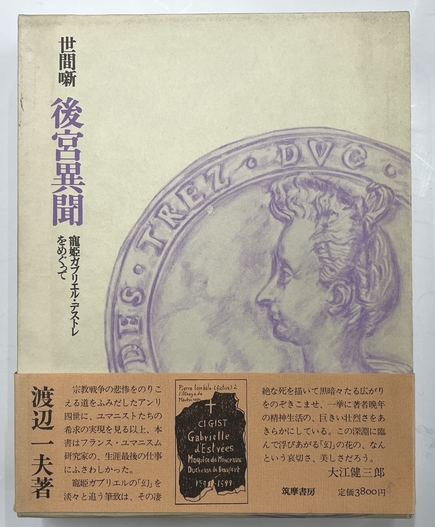 世間噺
後宮異聞
寵姫ガブリエル・デストレ
をめぐって
DES · TREZ · DVC ·
渡辺一夫著
宗教戦争の悲惨をのりこ
える道をふみだしたアンリ
四世に、ユマニストたちの
希求の実現を見る以上、本
書はフランス・ユマニスム
研究家の、生涯最後の仕事
にふさわしかった。
寵姫ガブリエルの「幻」を
淡々と追う筆致は、その凄
CI GIST
Gabrielle
d'Estrées
Marquise de Monceaux
Duchesse de Beaufort
1599
絶な死を描いて黒暗々たる広がり
をのぞきこませ、一挙に著者晩年
の精神生活の、巨きい壮烈さをあ
きらかにしている。この深淵に臨
んで浮びあがる「幻」の花の、なん
という哀切さ、美しさだろう。
大江健三郎
筑摩書房
定価3800円